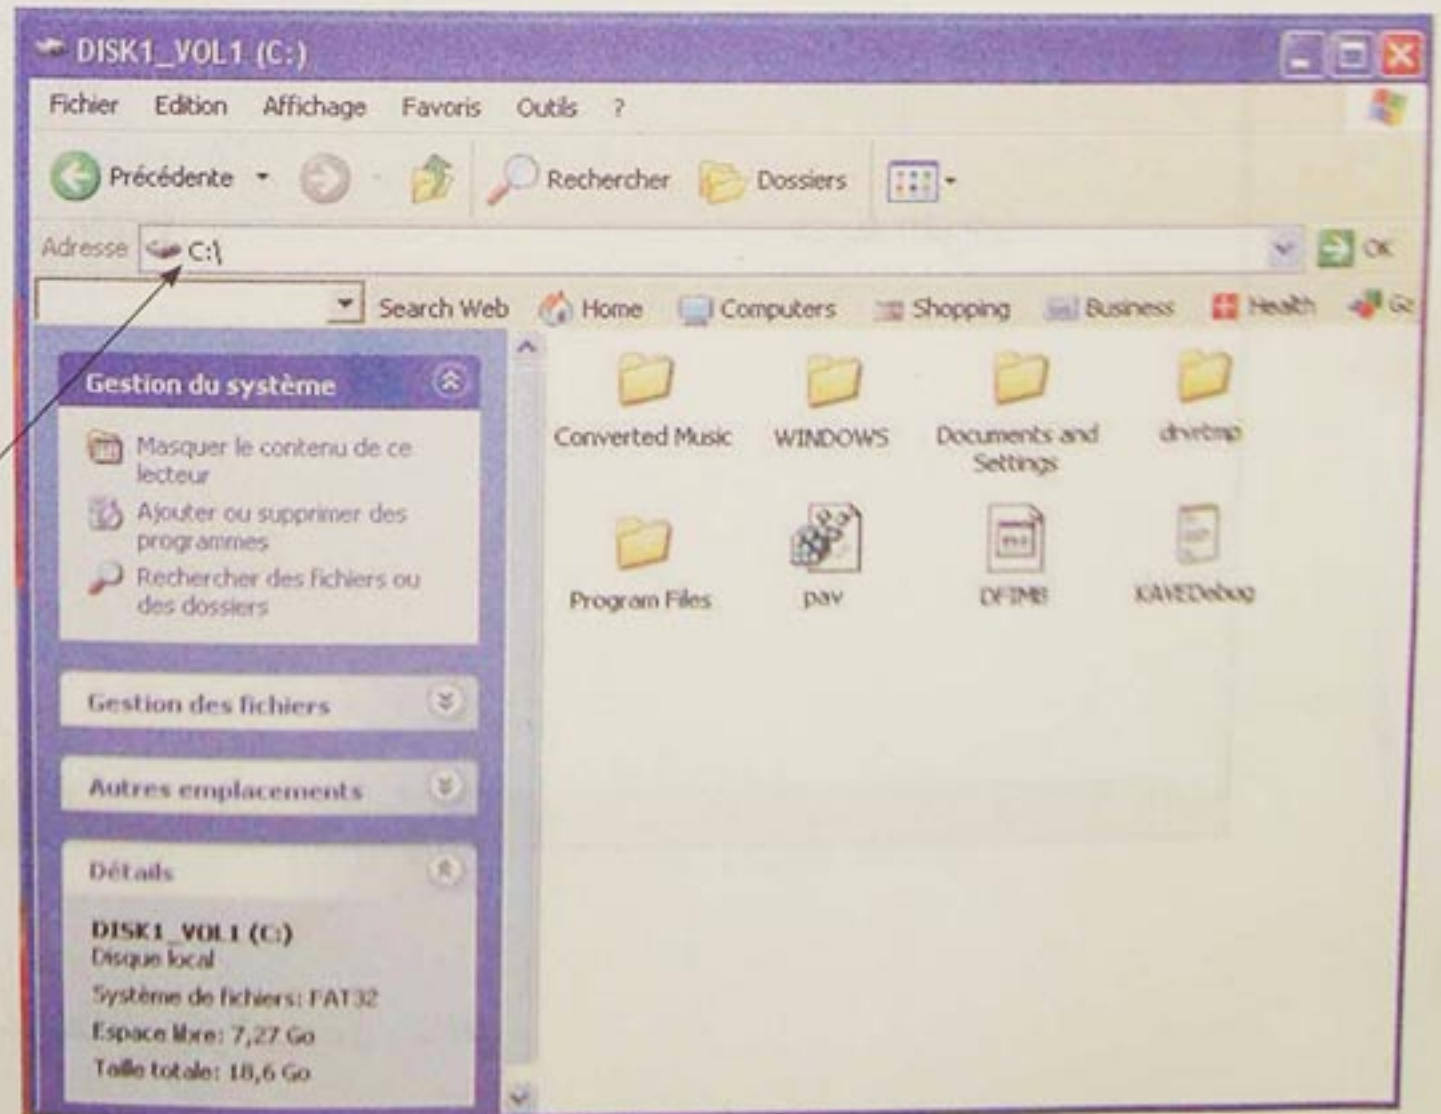 DISK1_VOL1 (C:)
Fichier Edition Affichage Favoris Outils ?
Précédente Rechercher Dossiers
Adresse C:\ OK
Search Web Home Computers Shopping Business Health
Gestion du système
Masquer le contenu de ce
lecteur
Ajouter ou supprimer des
programmes
Rechercher des fichiers ou
des dossiers
Gestion des fichiers
Autres emplacements
Détails
DISK1_VOL1 (C:)
Disque local
Système de fichiers: FAT32
Espace libre: 7,27 Go
Taille totale: 18,6 Go
Converted Music WINDOWS Documents and
Settings
Program Files pav